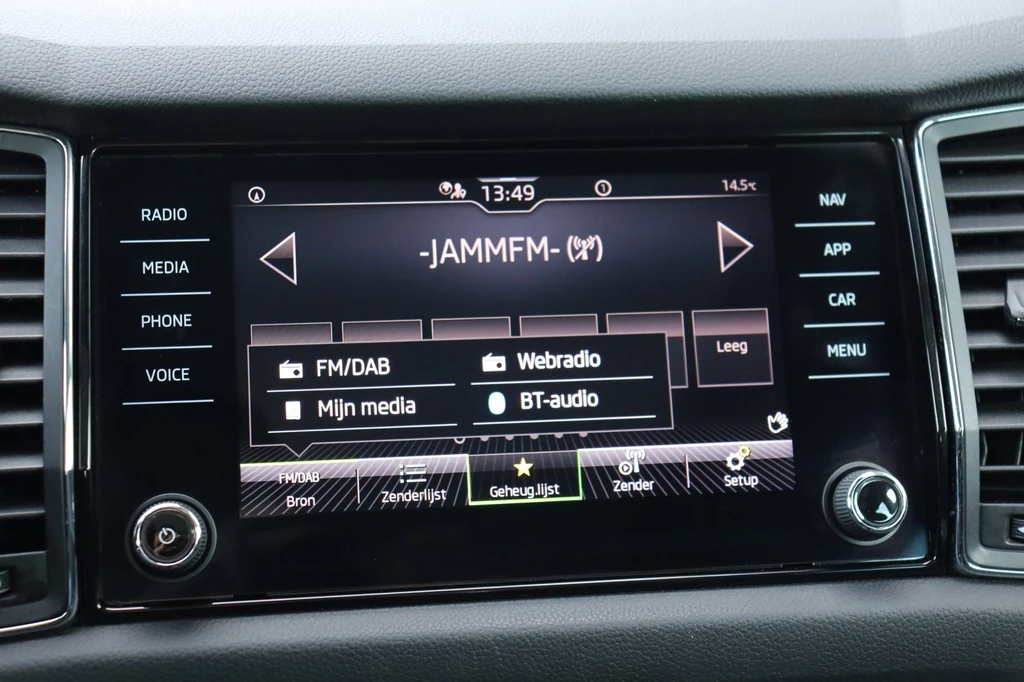 RADIO
MEDIA
PHONE
VOICE
13:49
1
14.5℃
-JAMMFM-
FM/DAB
Webradio
Mijn media
BT-audio
Leeg
FM/DAB
Bron
Zenderlijst
Geheug.lijst
Zender
Setup
NAV
APP
CAR
MENU